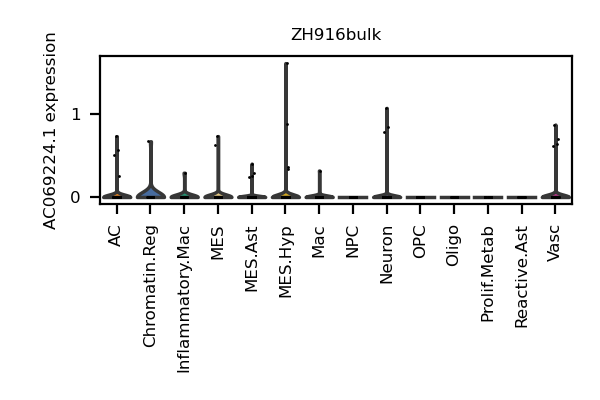 ZH916bulk
AC069224.1 expression
1
0
AC
Chromatin.Reg
Inflammatory.Mac
MES
MES.Ast
MES.Hyp
Mac
NPC
Neuron
OPC
Oligo
Prolif.Metab
Reactive.Ast
Vasc